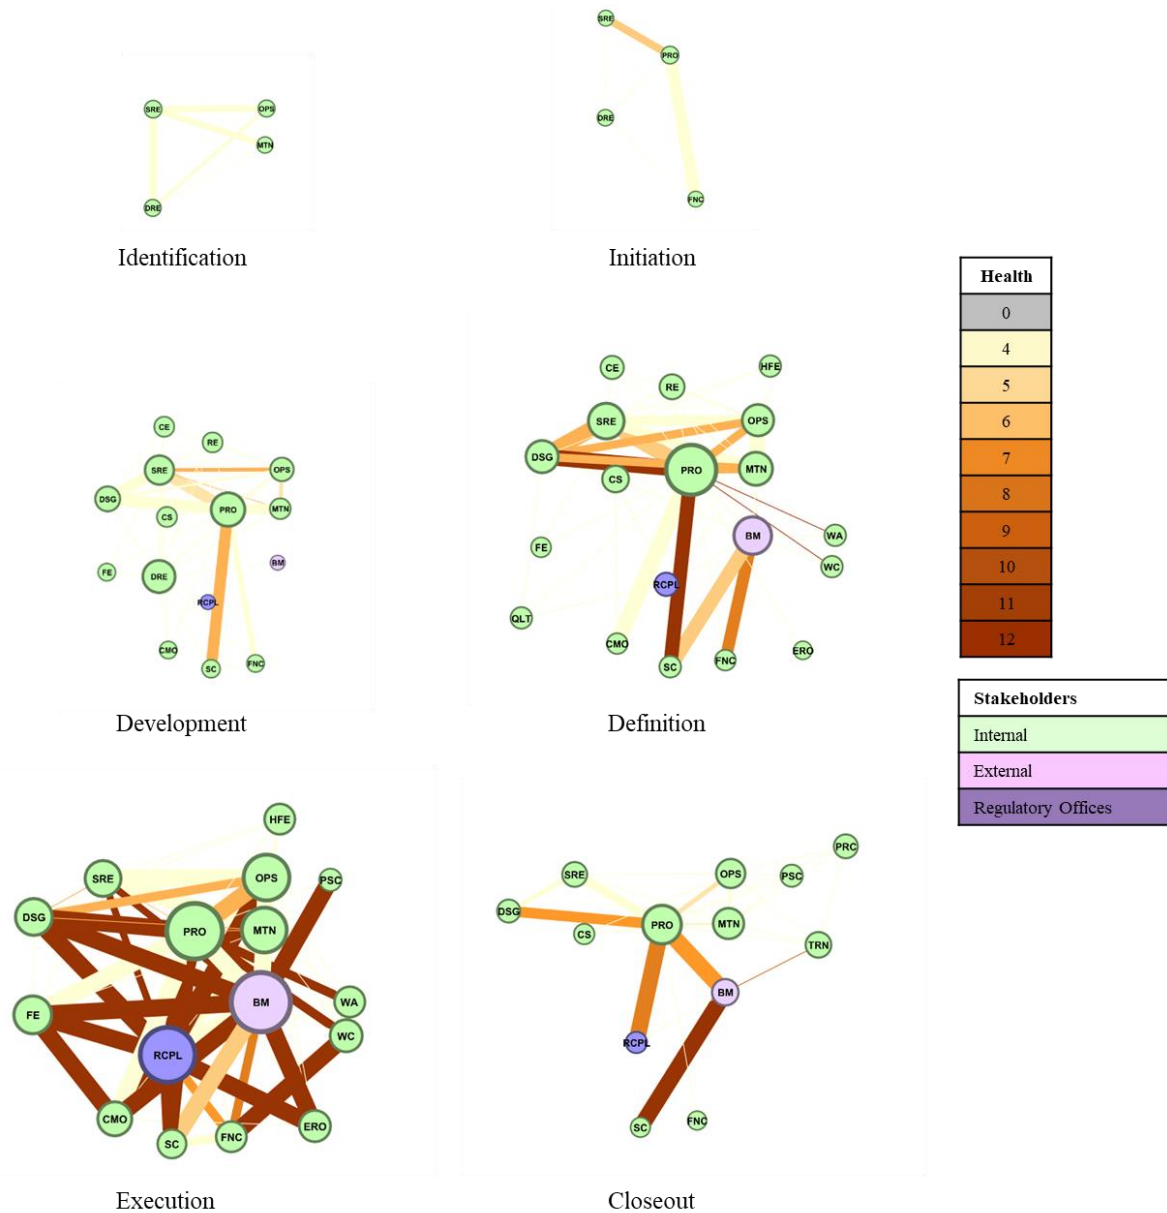 SRE
OPS
MTN
DRE
Identification
SRE
PRO
DRE
FNC
Initiation
Health
0
4
5
6
7
8
9
10
11
12
Stakeholders
Internal
External
Regulatory Offices
CE
RE
SRE
OPS
DSG
PRO
MTN
CS
BM
FE
DRE
RCPL
CMO
SC
FNC
Development
CE
HFE
RE
SRE
OPS
DSG
PRO
MTN
CS
BM
WA
FE
WC
RCPL
QLT
CMO
SC
FNC
ERO
Definition
HFE
SRE
OPS
PSC
DSG
PRO
MTN
BM
WA
FE
WC
RCPL
CMO
SC
FNC
ERO
Execution
PRC
SRE
OPS
PSC
DSG
CS
PRO
MTN
TRN
BM
RCPL
SC
FNC
Closeout